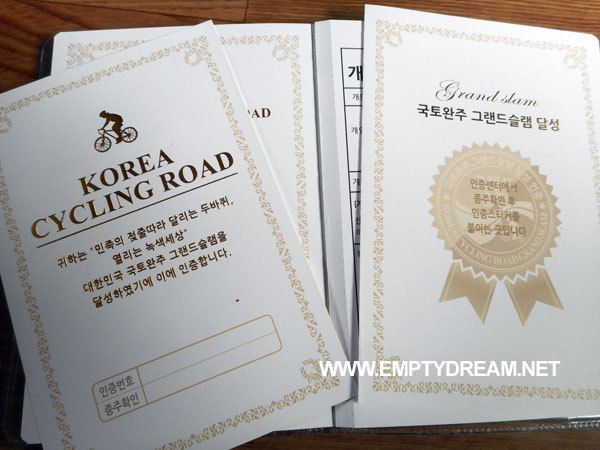 KOREA
CYCLING ROAD
귀하는 "민족의 젖줄따라 달리는 두바퀴,
열리는 녹색세상"
대한민국 국토완주 그랜드슬램을
달성하였기에 이에 인증합니다.
인증번호
종주확인
AD
개
개인
Grand slam
국토완주 그랜드슬램 달성
인증센터에서
종주확인 후
인증스티커를
붙이는 곳입니다
WWW.EMPTYDREAM.NET